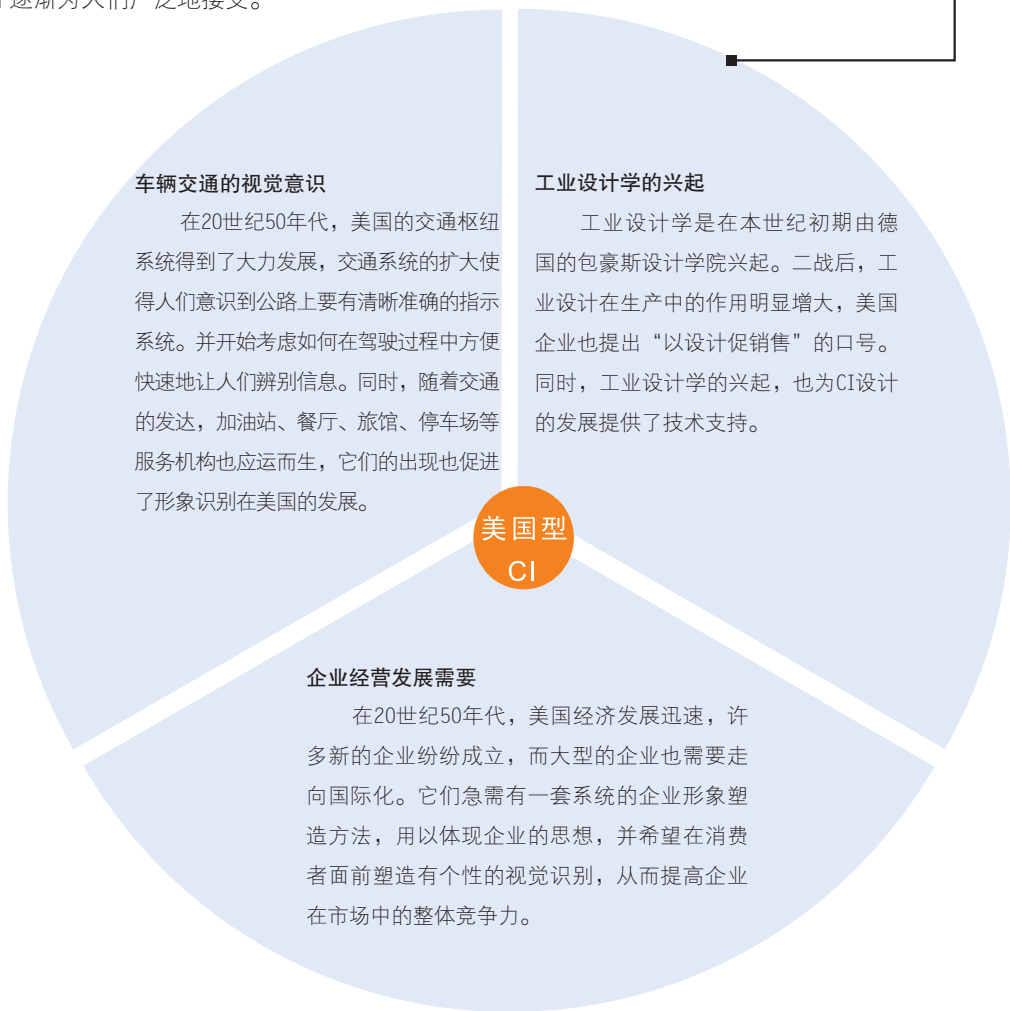 逐渐为人们广泛地接受。
车辆交通的视觉意识
在20世纪50年代，美国的交通枢纽
系统得到了大力发展，交通系统的扩大使
得人们意识到公路上要有清晰准确的指示
系统。并开始考虑如何在驾驶过程中方便
快速地让人们辨别信息。同时，随着交通
的发达，加油站、餐厅、旅馆、停车场等
服务机构也应运而生，它们的出现也促进
了形象识别在美国的发展。
工业设计学的兴起
工业设计学是在本世纪初期由德
国的包豪斯设计学院兴起。二战后，工
业设计在生产中的作用明显增大，美国
企业也提出“以设计促销售”的口号。
同时，工业设计学的兴起，也为CI设计
的发展提供了技术支持。
美国型
CI
企业经营发展需要
在20世纪50年代，美国经济发展迅速，许
多新的企业纷纷成立，而大型的企业也需要走
向国际化。它们急需有一套系统的企业形象塑
造方法，用以体现企业的思想，并希望在消费
者面前塑造有个性的视觉识别，从而提高企业
在市场中的整体竞争力。